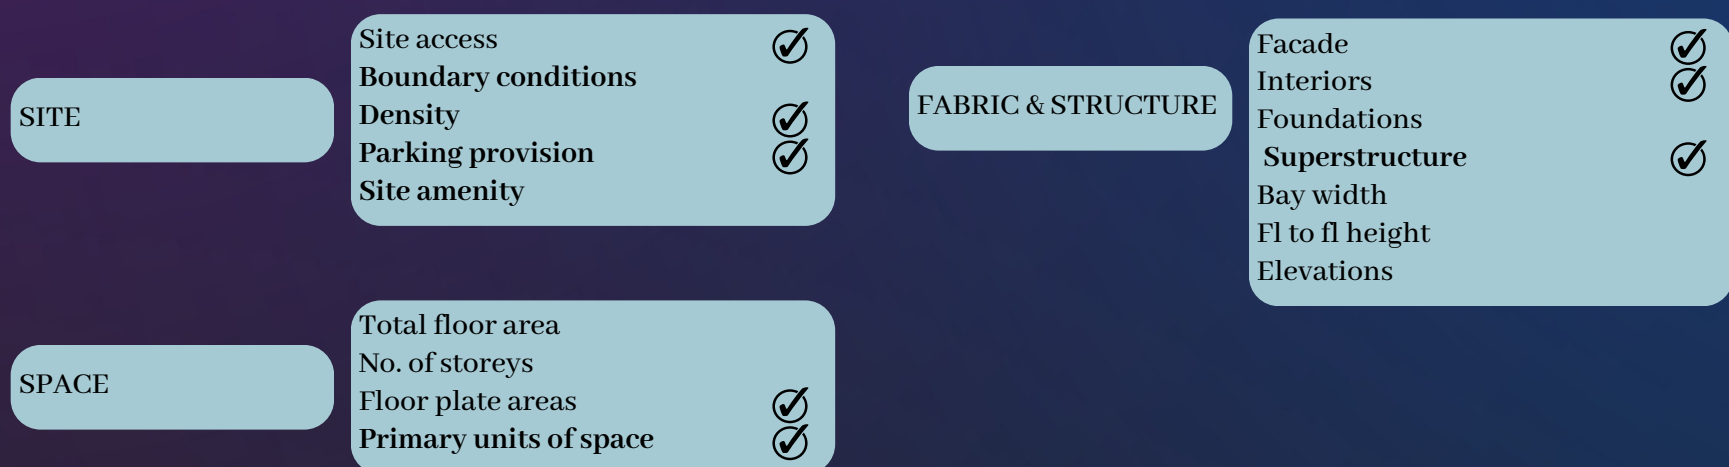 SITE
Site access
Boundary conditions
Density
Parking provision
Site amenity
FABRIC & STRUCTURE
Facade
Interiors
Foundations
Superstructure
Bay width
Fl to fl height
Elevations
SPACE
Total floor area
No. of storeys
Floor plate areas
Primary units of space